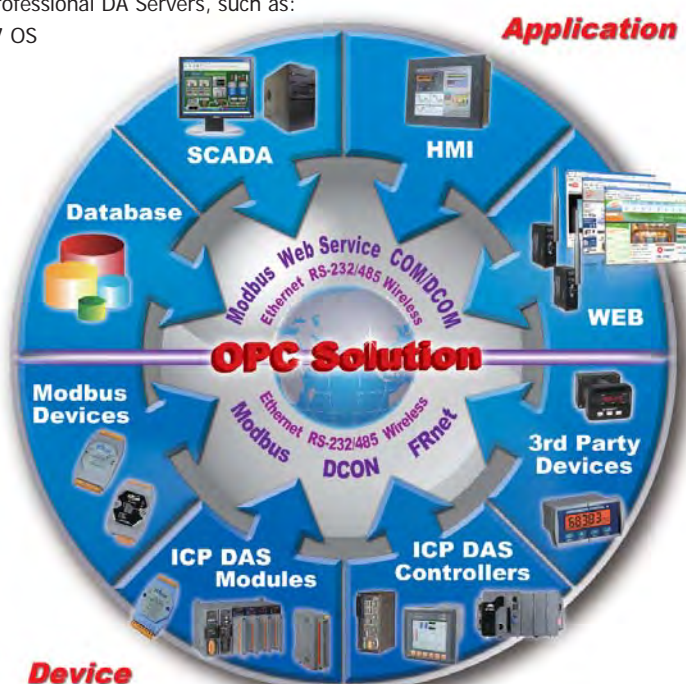 rofessional DA Servers, such as:
OS
Application
SCADA
HMI
Database
WEB
Modbus Web Service COM/DCOM
Ethernet RS-232/485 Wireless
OPC Solution
Ethernet RS-232/485 Wireless
Modbus DCON FRnet
Modbus
Devices
3rd Party
Devices
68393
ICP DAS
Modules
ICP DAS
Controllers
Device